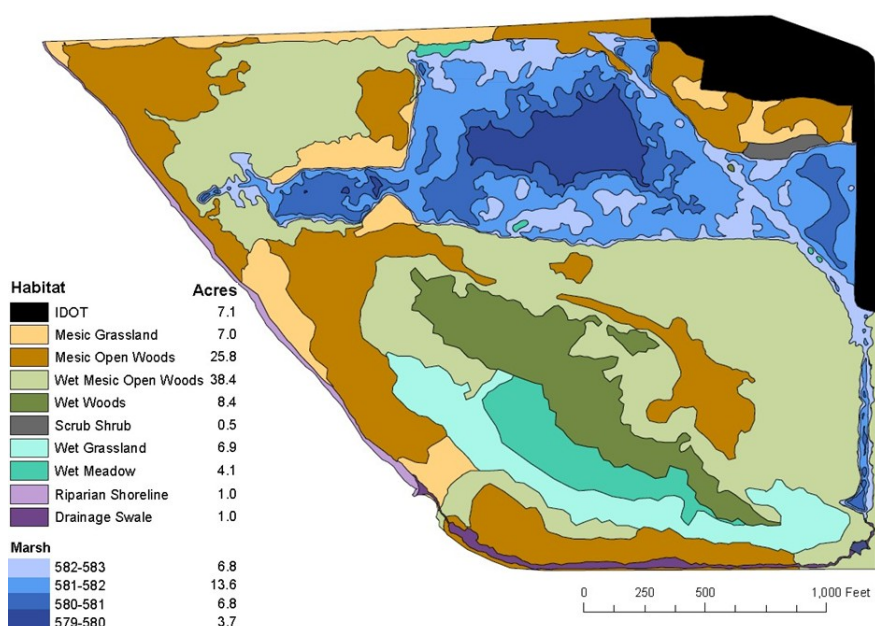 Habitat Acres
IDOT 7.1
Mesic Grassland 7.0
Mesic Open Woods 25.8
Wet Mesic Open Woods 38.4
Wet Woods 8.4
Scrub Shrub 0.5
Wet Grassland 6.9
Wet Meadow 4.1
Riparian Shoreline 1.0
Drainage Swale 1.0
Marsh
582-583 6.8
581-582 13.6
580-581 6.8
579-580 3.7
0 250 500 1,000 Feet